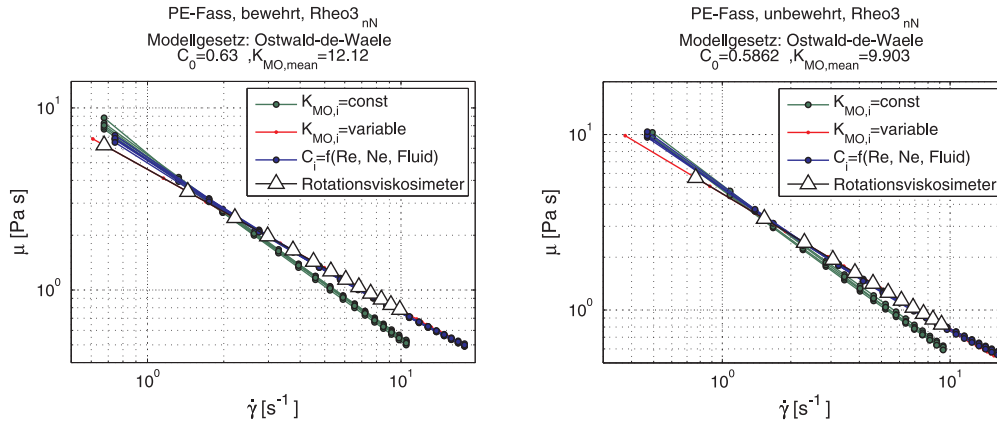 PE-Fass, bewehrt, Rheo3nN
Modellgesetz: Ostwald-de-Waele
C0=0.63 ,KMO,mean=12.12
KMO,i=const
KMO,i=variable
Ci=f(Re, Ne, Fluid)
Rotationsviskosimeter
10^1
10^0
μ [Pa s]
10^0
10^1
γ̇ [s^-1]
PE-Fass, unbewehrt, Rheo3nN
Modellgesetz: Ostwald-de-Waele
C0=0.5862 ,KMO,mean=9.903
KMO,i=const
KMO,i=variable
Ci=f(Re, Ne, Fluid)
Rotationsviskosimeter
10^1
10^0
μ [Pa s]
10^0
10^1
γ̇ [s^-1]